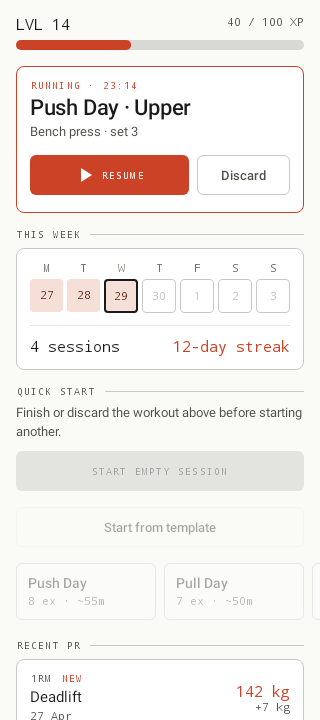 LVL 14
40 / 100 XP
RUNNING · 23:14
Push Day · Upper
Bench press · set 3
RESUME
Discard
THIS WEEK
M T W T F S S
27 28 29 30 1 2 3
4 sessions
12-day streak
QUICK START
Finish or discard the workout above before starting
another.
START EMPTY SESSION
Start from template
Push Day
8 ex · ~55m
Pull Day
7 ex · ~50m
RECENT PR
1RM NEW
Deadlift
27 Apr
142 kg
+7 kg